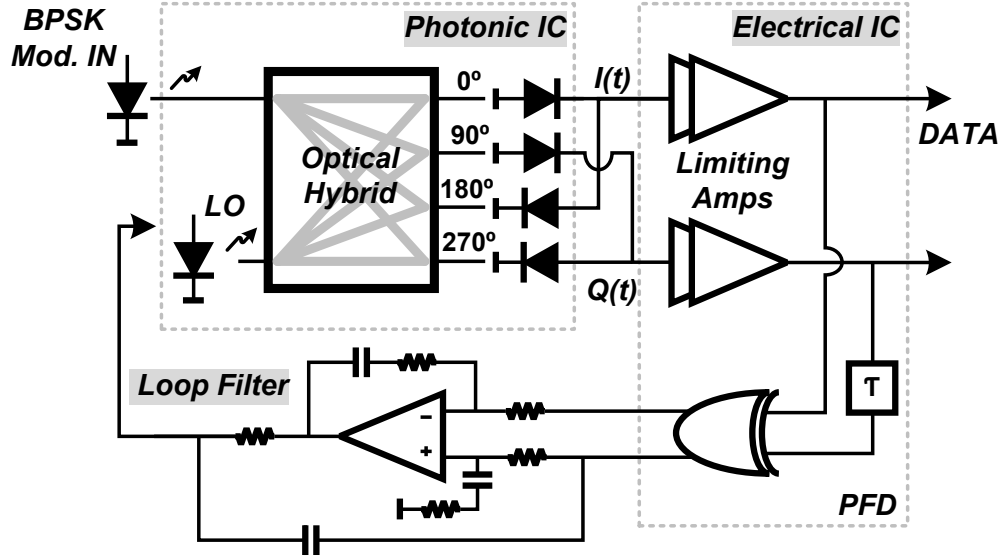 BPSK
Mod. IN
Photonic IC
Electrical IC
0º
I(t)
90º
DATA
Optical
Hybrid
Limiting
Amps
180º
LO
270º
Q(t)
τ
Loop Filter
-
+
PFD